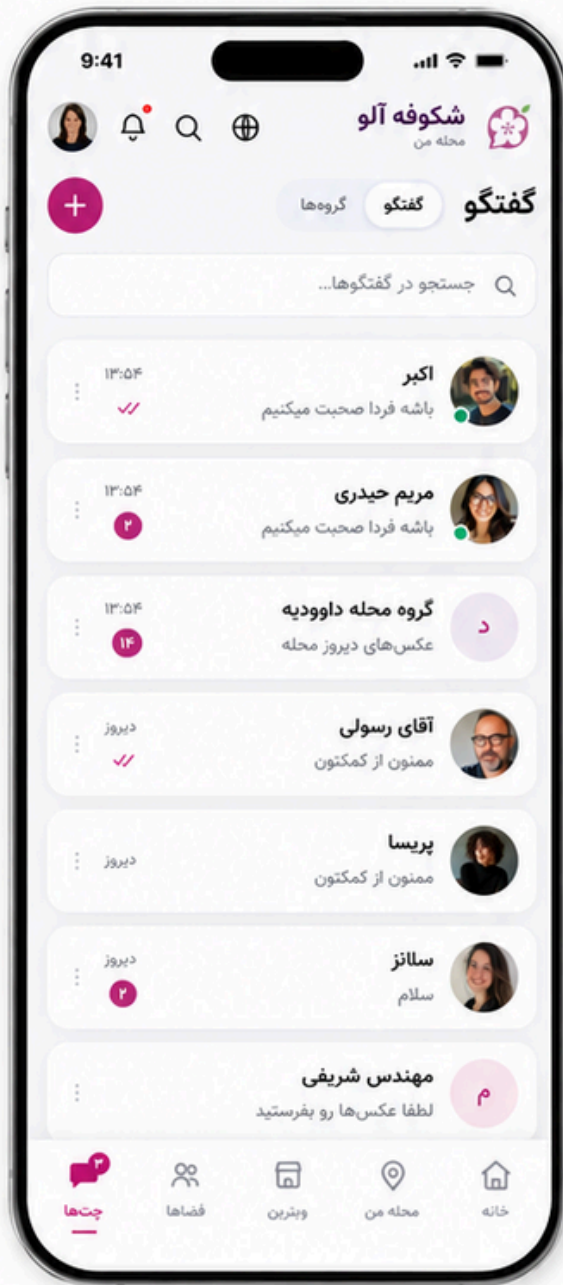 9:41
شکوفه آلو
محله من
گفتگو
گفتگو
گروه‌ها
جستجو در گفتگوها...
اکبر
۱۳:۵۴
باشه فردا صحبت میکنیم
مریم حیدری
۱۳:۵۴
باشه فردا صحبت میکنیم
۲
د
گروه محله داوودیه
۱۳:۵۴
عکس‌های دیروز محله
۱۴
آقای رسولی
دیروز
ممنون از کمکتون
پریسا
دیروز
ممنون از کمکتون
سلانز
دیروز
سلام
۲
م
مهندس شریفی
لطفا عکس‌ها رو بفرستید
خانه
محله من
ویترین
فضاها
۳
چت‌ها